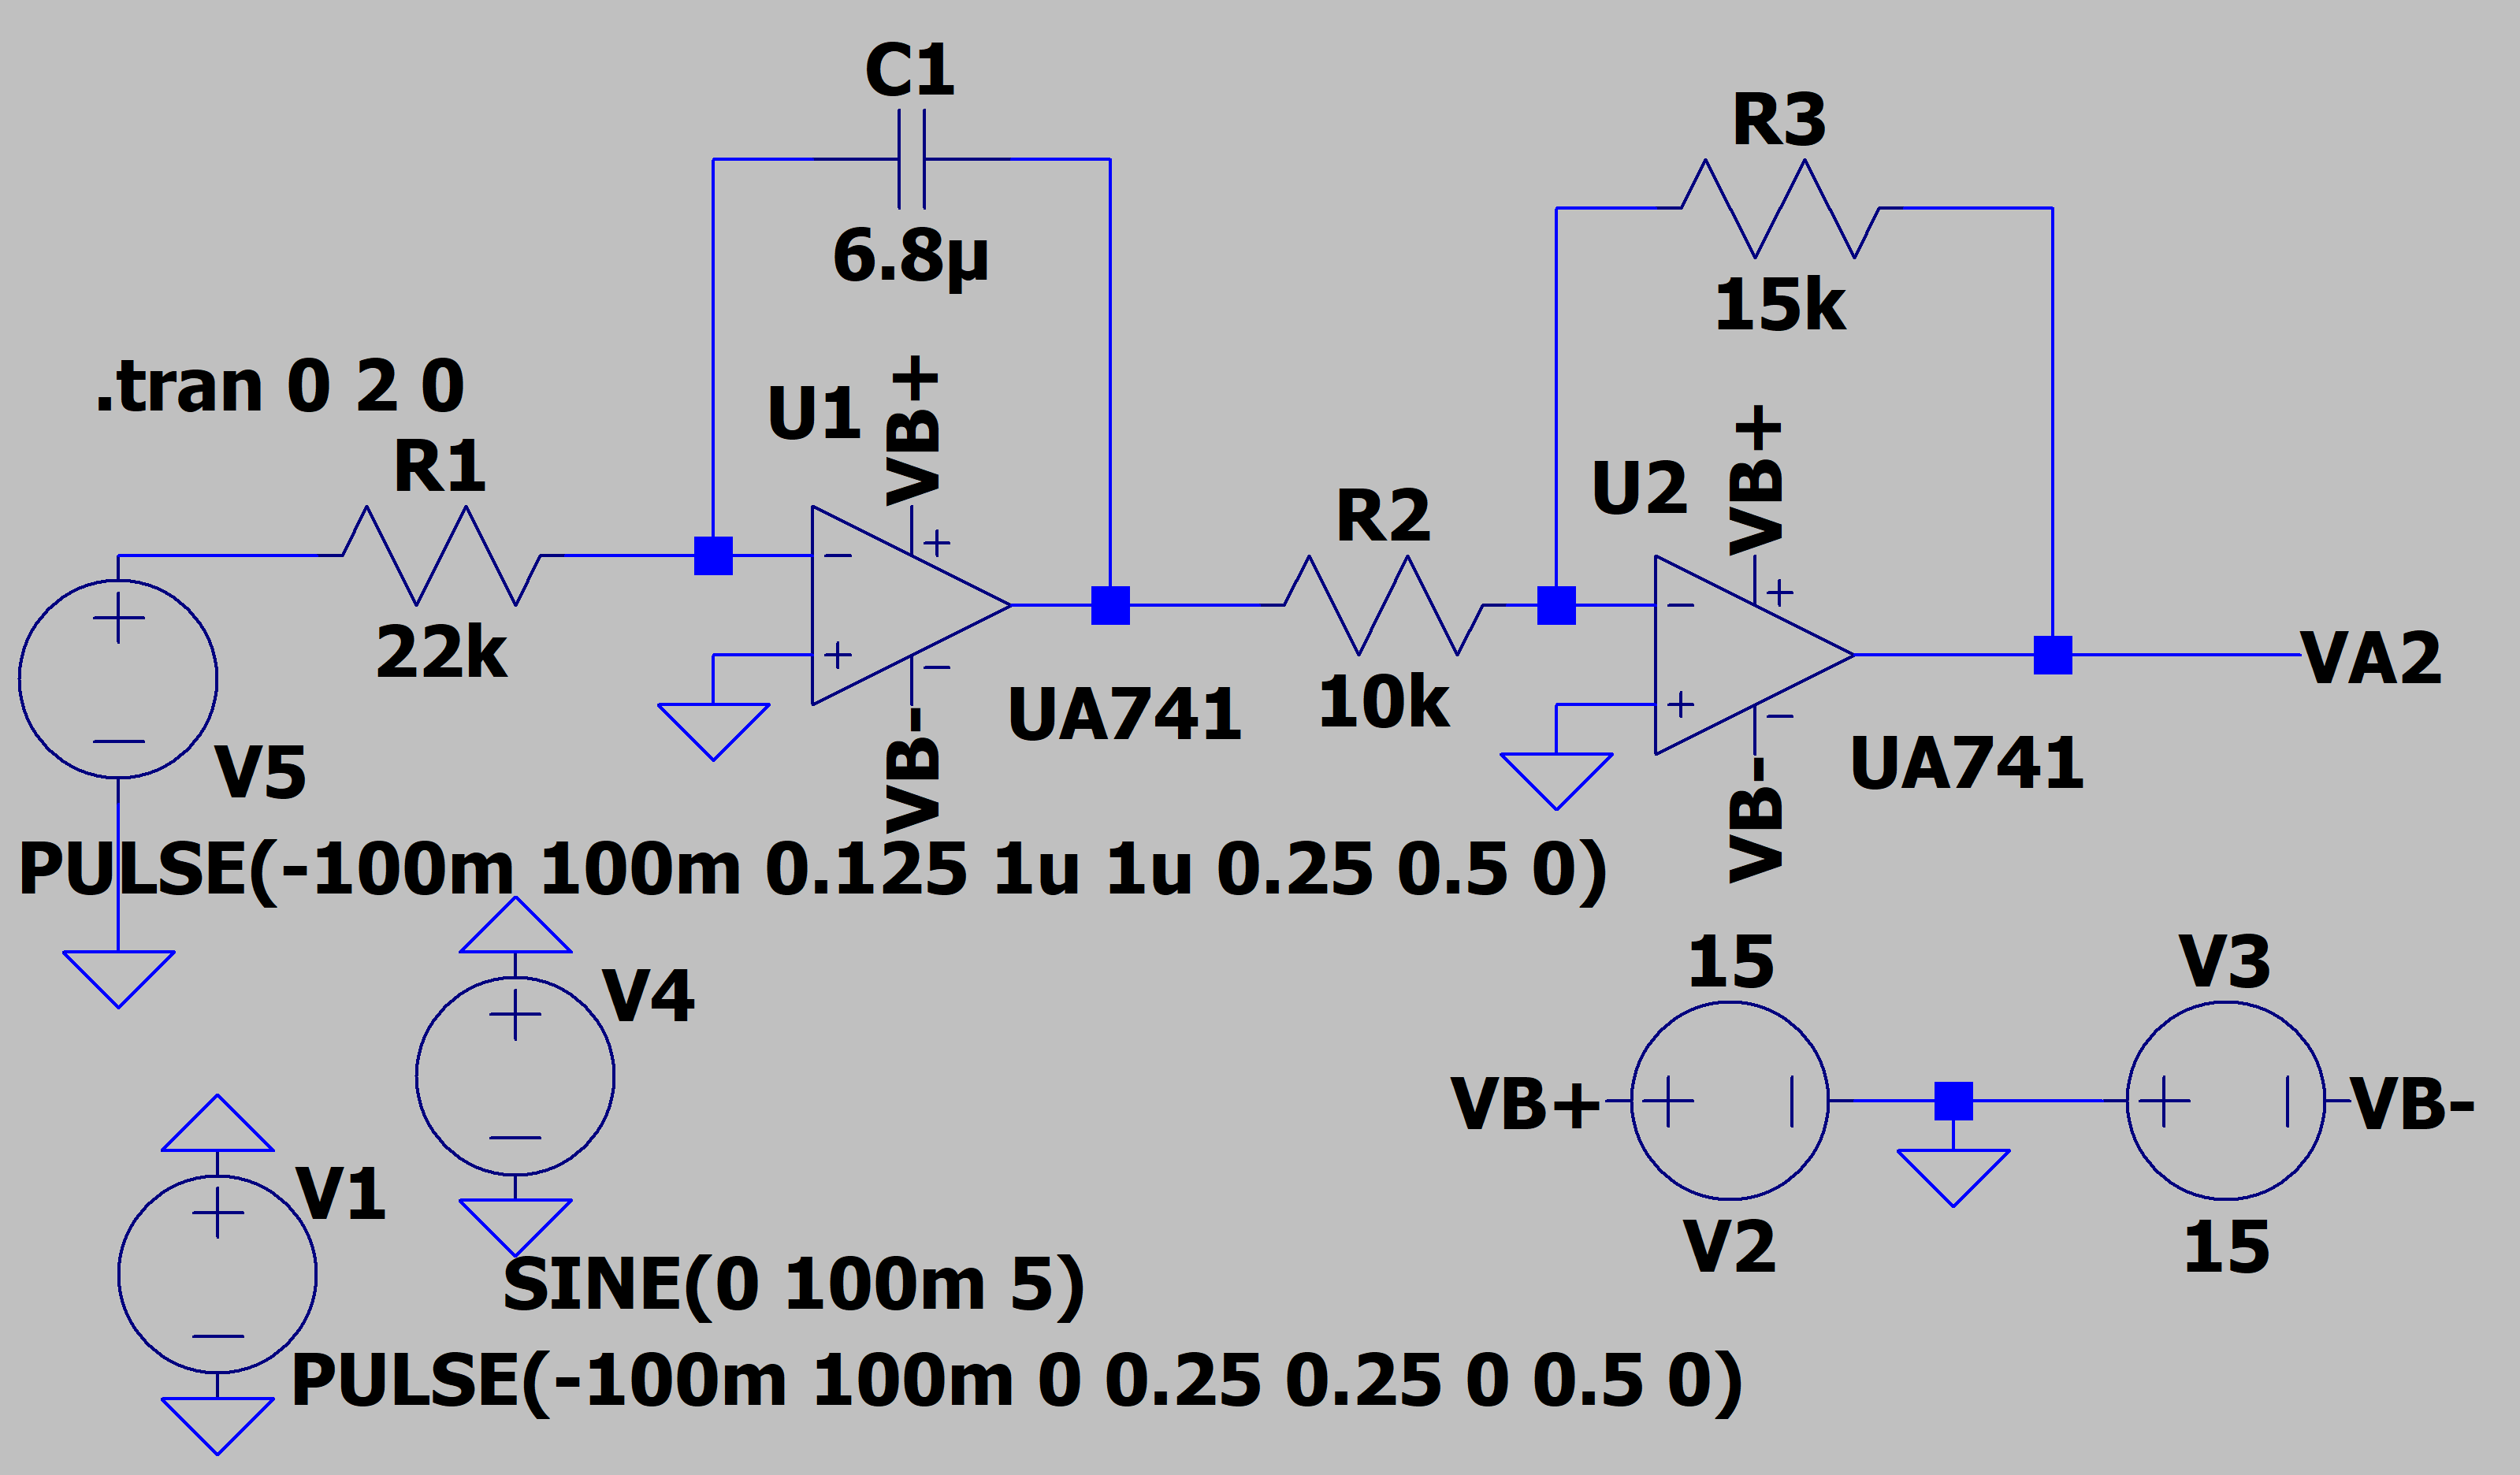 C1
6.8µ
R3
15k
.tran 0 2 0
R1
22k
U1
VB+
VB-
UA741
R2
10k
U2
VB+
VB-
UA741
VA2
V5
PULSE(-100m 100m 0.125 1u 1u 0.25 0.5 0)
V4
SINE(0 100m 5)
V1
PULSE(-100m 100m 0 0.25 0.25 0 0.5 0)
15
V2
VB+
V3
15
VB-